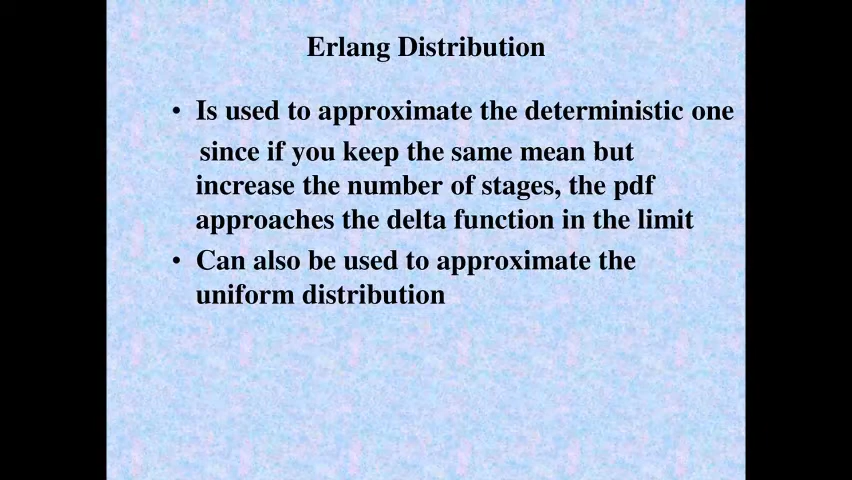 Erlang Distribution
• Is used to approximate the deterministic one
since if you keep the same mean but
increase the number of stages, the pdf
approaches the delta function in the limit
• Can also be used to approximate the
uniform distribution